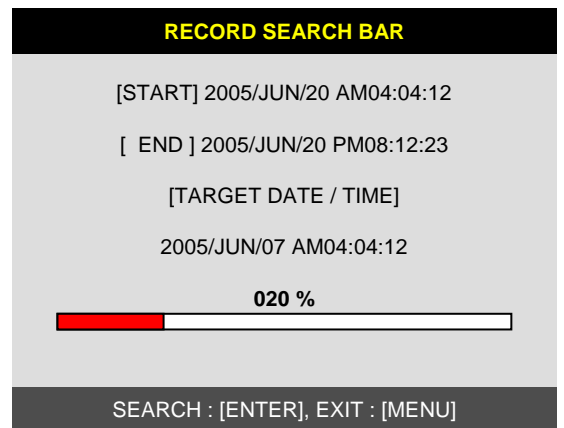 RECORD SEARCH BAR
[START] 2005/JUN/20 AM04:04:12
[ END ] 2005/JUN/20 PM08:12:23
[TARGET DATE / TIME]
2005/JUN/07 AM04:04:12
020 %
SEARCH : [ENTER], EXIT : [MENU]